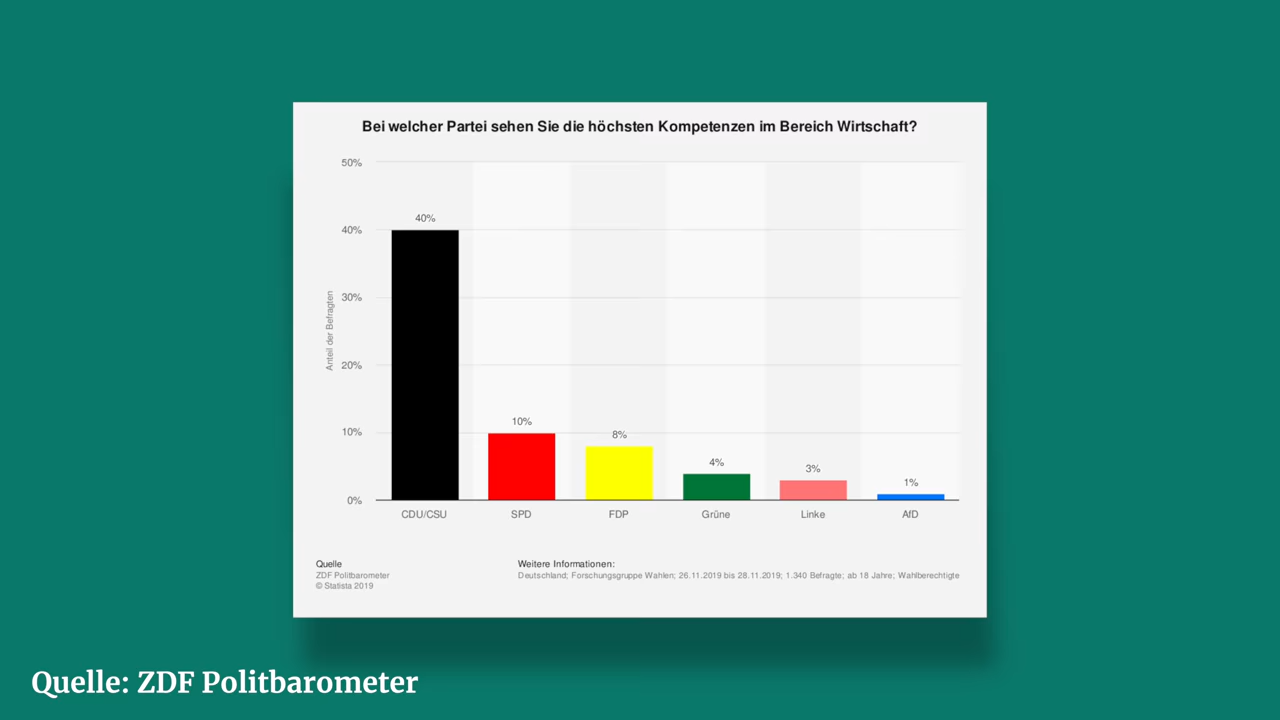 Bei welcher Partei sehen Sie die höchsten Kompetenzen im Bereich Wirtschaft?
50%
40%
30%
20%
10%
0%
Anteil der Befragten
40%
10%
8%
4%
3%
1%
CDU/CSU SPD FDP Grüne Linke AfD
Quelle
ZDF Politbarometer
© Statista 2019
Weitere Informationen:
Deutschland; Forschungsgruppe Wahlen; 26.11.2019 bis 28.11.2019; 1.340 Befragte; ab 18 Jahre; Wahlberechtigte
Quelle: ZDF Politbarometer